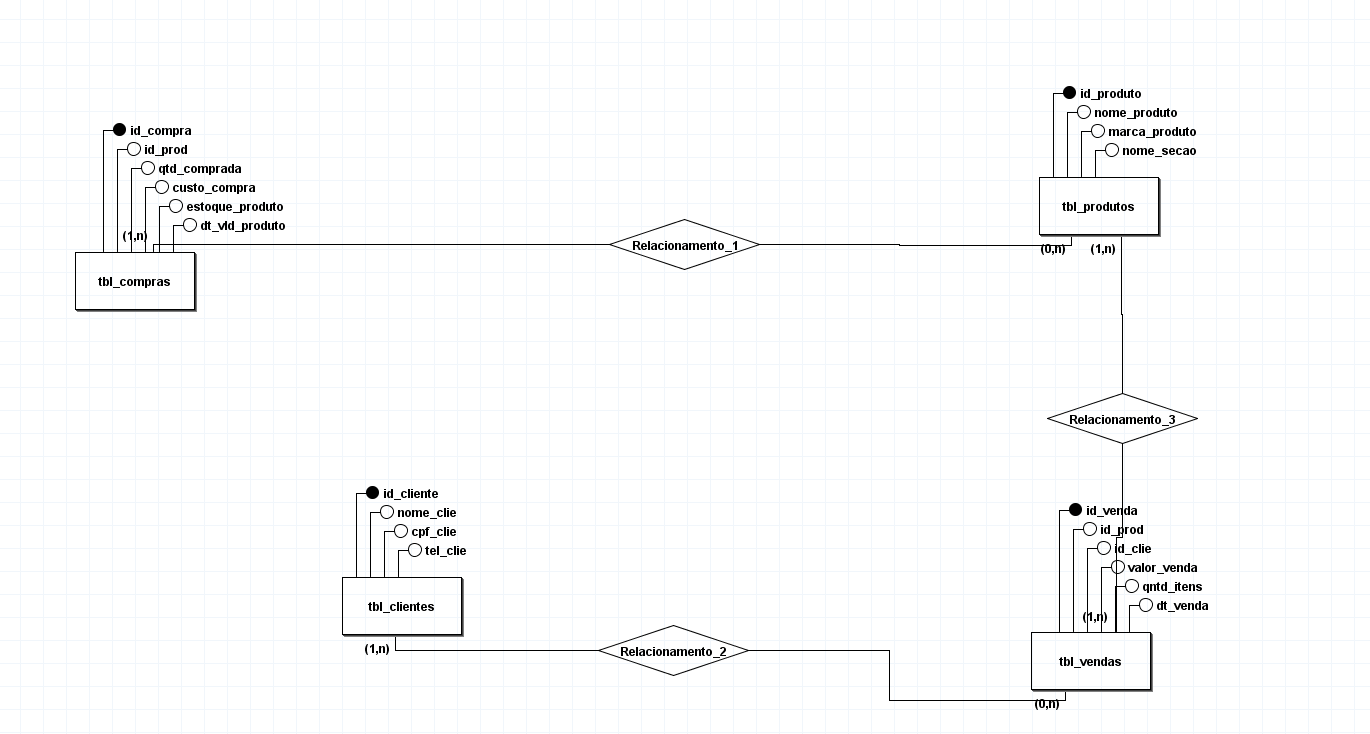 id_compra
id_prod
qtd_comprada
custo_compra
estoque_produto
dt_vld_produto
(1,n)
tbl_compras
Relacionamento_1
id_produto
nome_produto
marca_produto
nome_secao
tbl_produtos
(0,n)
(1,n)
Relacionamento_3
id_cliente
nome_clie
cpf_clie
tel_clie
tbl_clientes
(1,n)
Relacionamento_2
id_venda
id_prod
id_clie
valor_venda
qntd_itens
dt_venda
(1,n)
tbl_vendas
(0,n)